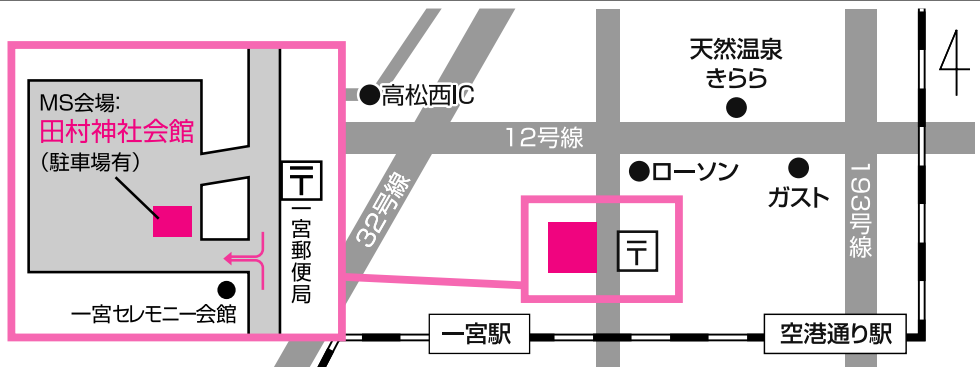 MS会場:
田村神社会館
（駐車場有）
〒
一宮郵便局
一宮セレモニー会館
高松西IC
32号線
12号線
天然温泉
きらら
ローソン
ガスト
193号線
〒
一宮駅
空港通り駅